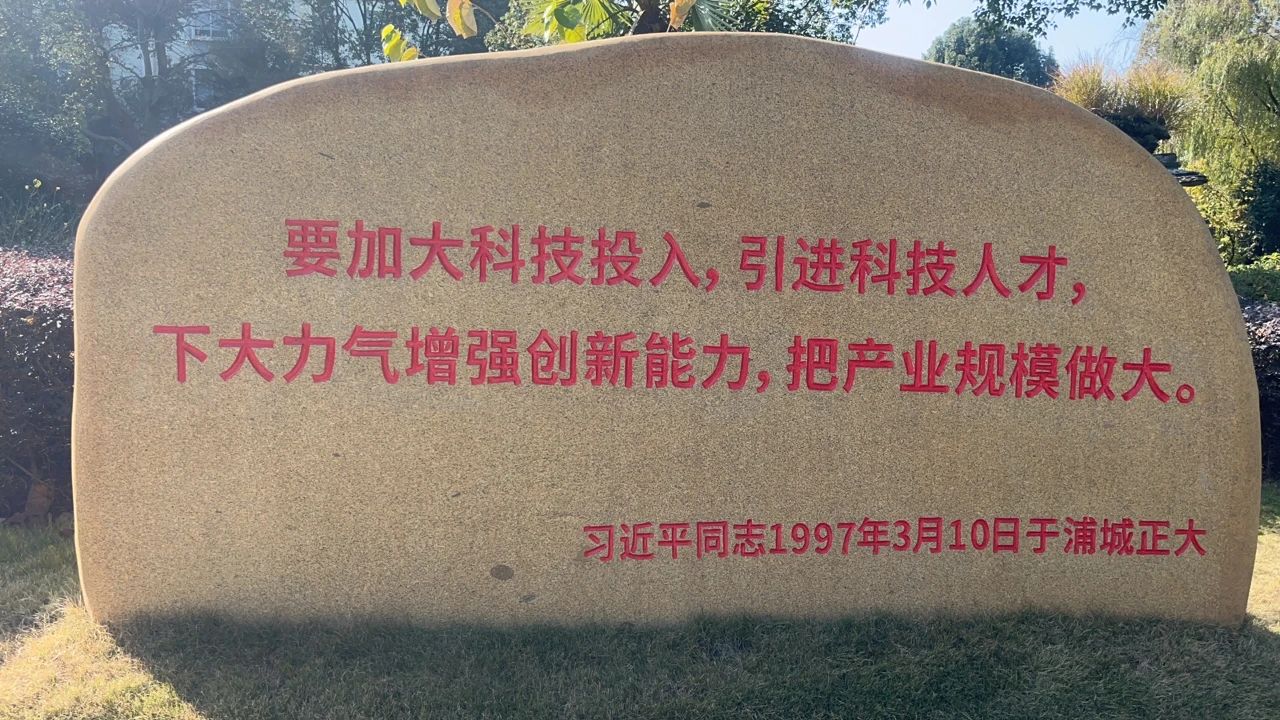 要加大科技投入，引进科技人才，
下大力气增强创新能力，把产业规模做大。
习近平同志1997年3月10日于浦城正大